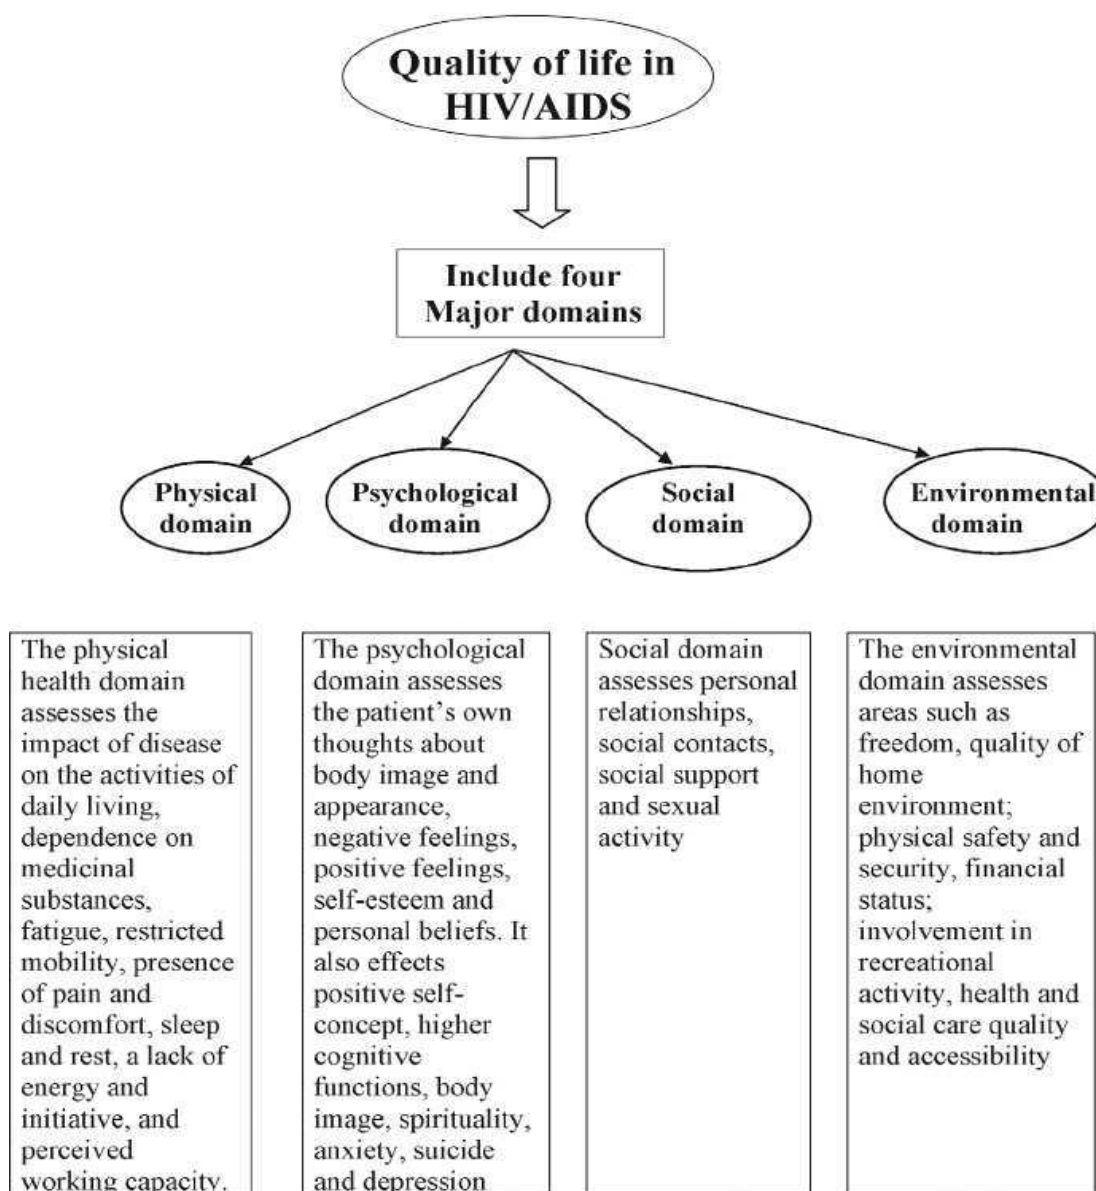 Quality of life in
HIV/AIDS
Include four
Major domains
Physical
domain
Psychological
domain
Social
domain
Environmental
domain
The physical
health domain
assesses the
impact of disease
on the activities of
daily living,
dependence on
medicinal
substances,
fatigue, restricted
mobility, presence
of pain and
discomfort, sleep
and rest, a lack of
energy and
initiative, and
perceived
working capacity.
The psychological
domain assesses
the patient's own
thoughts about
body image and
appearance,
negative feelings,
positive feelings,
self-esteem and
personal beliefs. It
also effects
positive self-
concept, higher
cognitive
functions, body
image, spirituality,
anxiety, suicide
and depression
Social domain
assesses personal
relationships,
social contacts,
social support
and sexual
activity
The environmental
domain assesses
areas such as
freedom, quality of
home
environment;
physical safety and
security, financial
status;
involvement in
recreational
activity, health and
social care quality
and accessibility